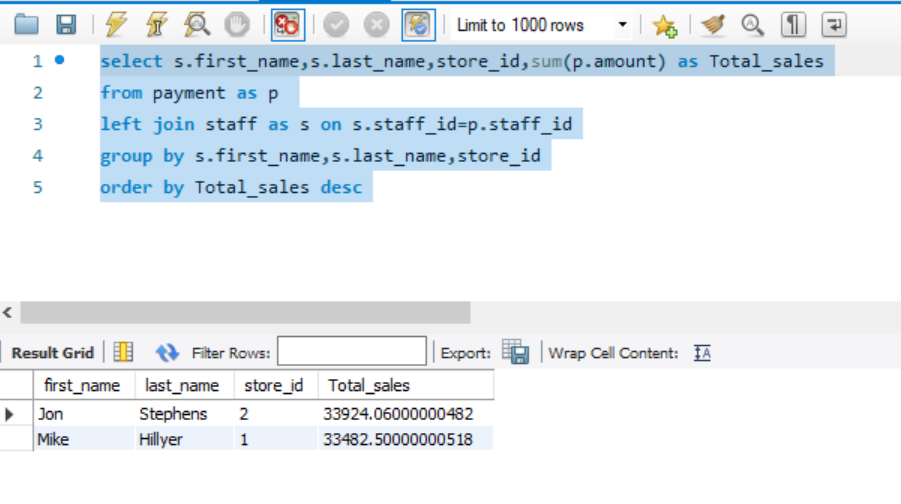 Limit to 1000 rows
1 select s.first_name,s.last_name,store_id,sum(p.amount) as Total_sales
2 from payment as p
3 left join staff as s on s.staff_id=p.staff_id
4 group by s.first_name,s.last_name,store_id
5 order by Total_sales desc
Result Grid Filter Rows: Export: Wrap Cell Content:
first_name last_name store_id Total_sales
Jon Stephens 2 33924.06000000482
Mike Hillyer 1 33482.50000000518